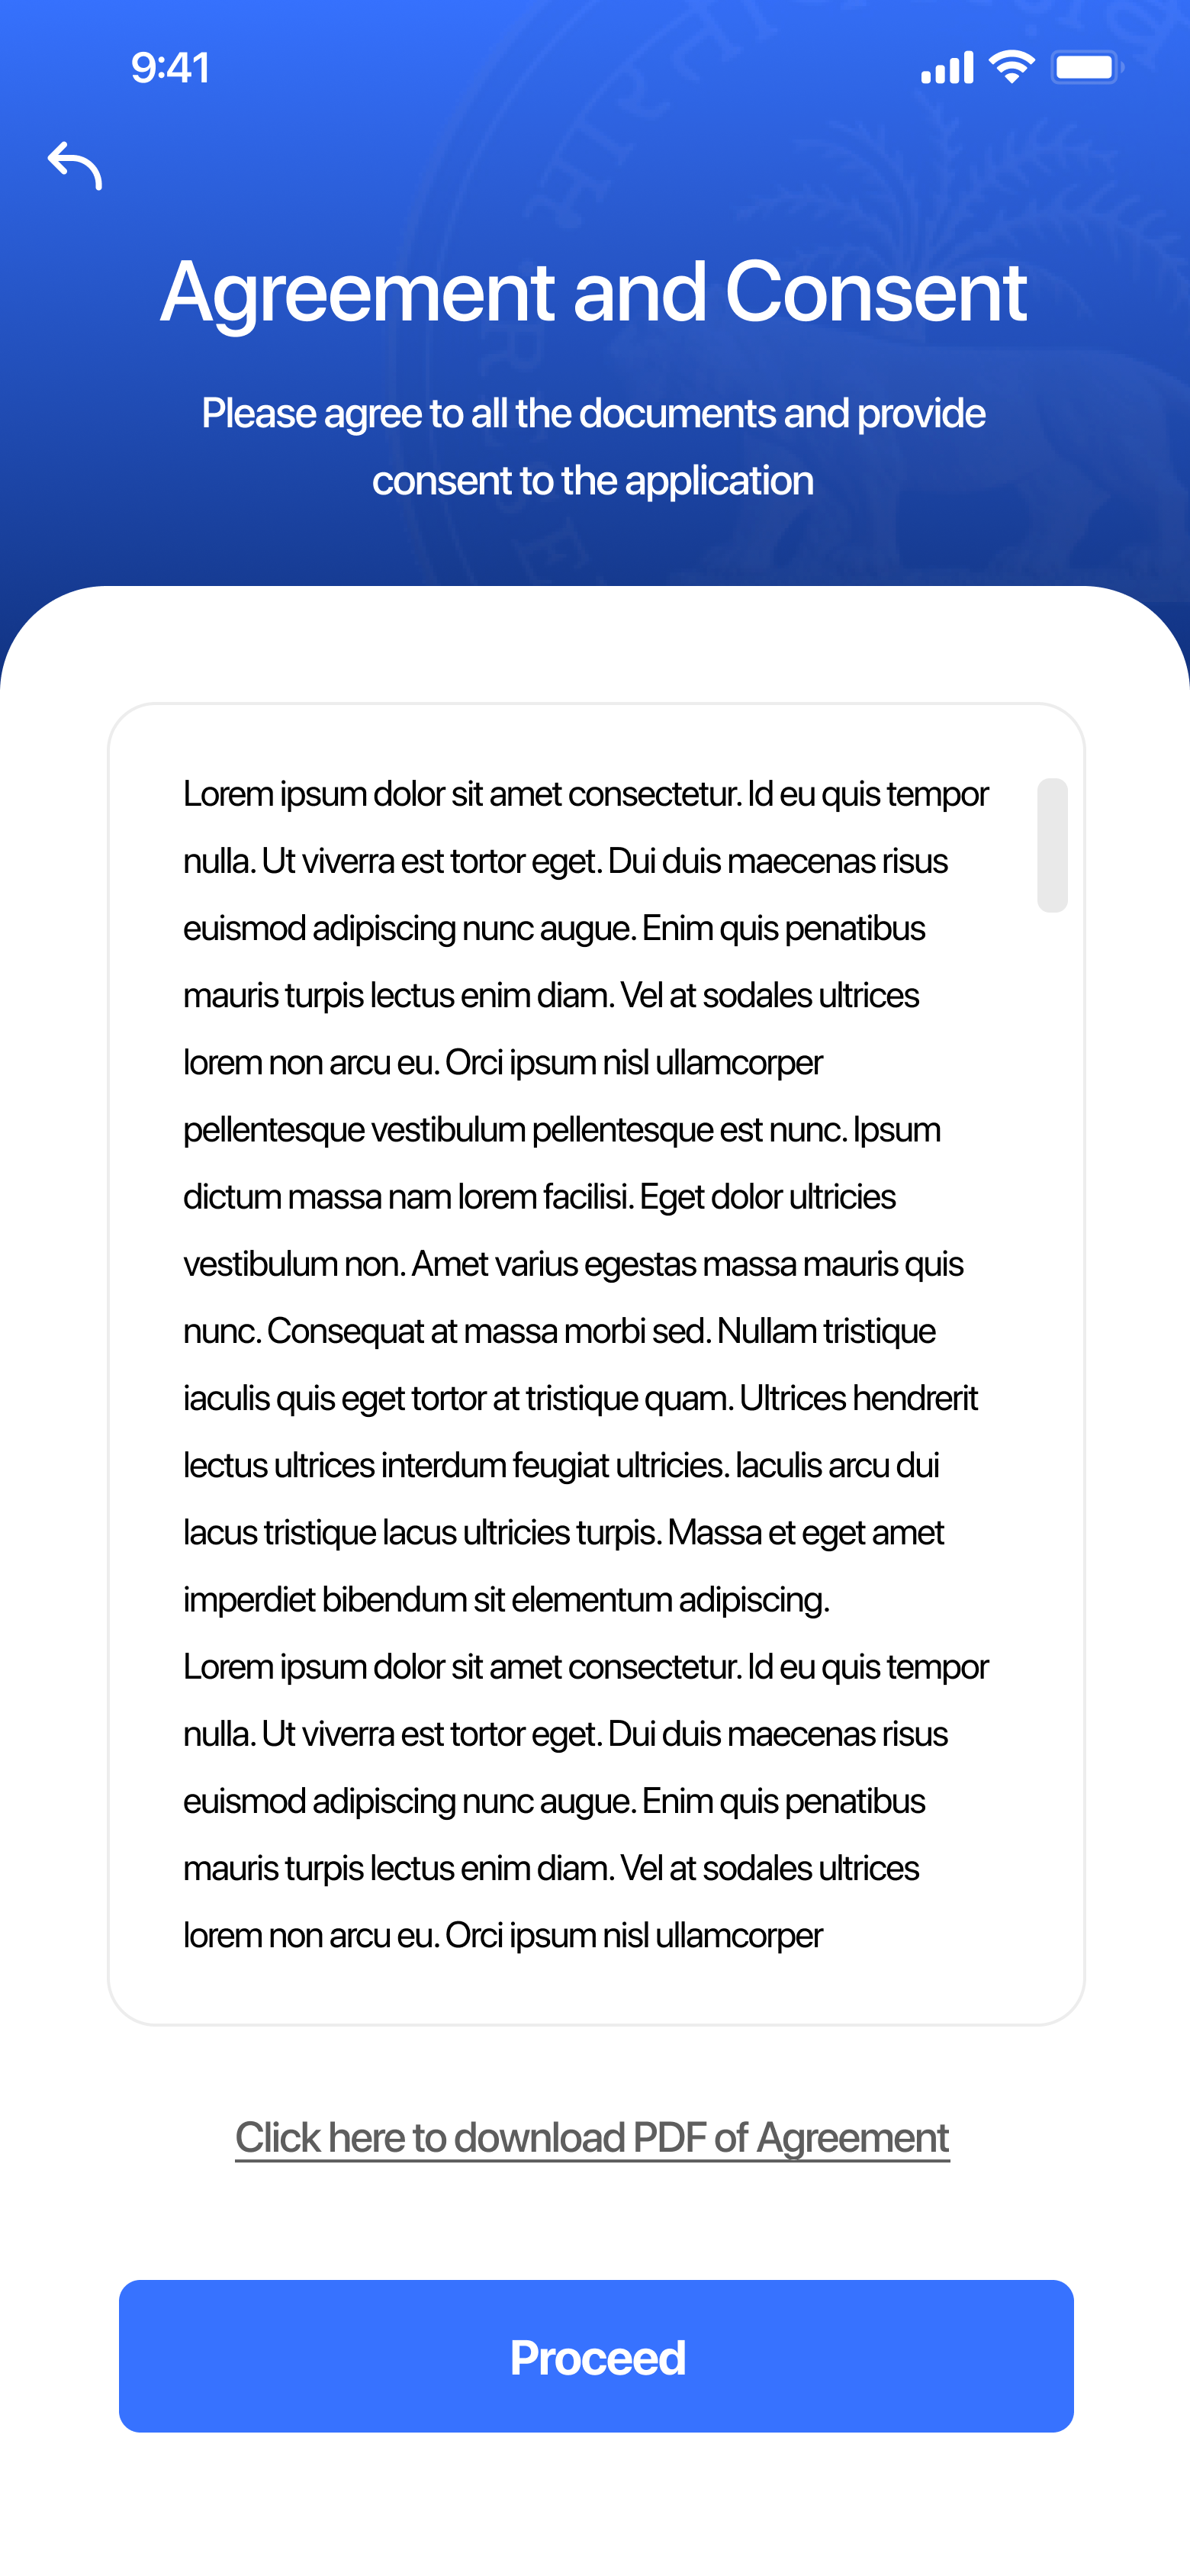 9:41
Agreement and Consent
Please agree to all the documents and provide
consent to the application
Lorem ipsum dolor sit amet consectetur. Id eu quis tempor
nulla. Ut viverra est tortor eget. Dui duis maecenas risus
euismod adipiscing nunc augue. Enim quis penatibus
mauris turpis lectus enim diam. Vel at sodales ultrices
lorem non arcu eu. Orci ipsum nisl ullamcorper
pellentesque vestibulum pellentesque est nunc. Ipsum
dictum massa nam lorem facilisi. Eget dolor ultricies
vestibulum non. Amet varius egestas massa mauris quis
nunc. Consequat at massa morbi sed. Nullam tristique
iaculis quis eget tortor at tristique quam. Ultrices hendrerit
lectus ultrices interdum feugiat ultricies. Iaculis arcu dui
lacus tristique lacus ultricies turpis. Massa et eget amet
imperdiet bibendum sit elementum adipiscing.
Lorem ipsum dolor sit amet consectetur. Id eu quis tempor
nulla. Ut viverra est tortor eget. Dui duis maecenas risus
euismod adipiscing nunc augue. Enim quis penatibus
mauris turpis lectus enim diam. Vel at sodales ultrices
lorem non arcu eu. Orci ipsum nisl ullamcorper
Click here to download PDF of Agreement
Proceed